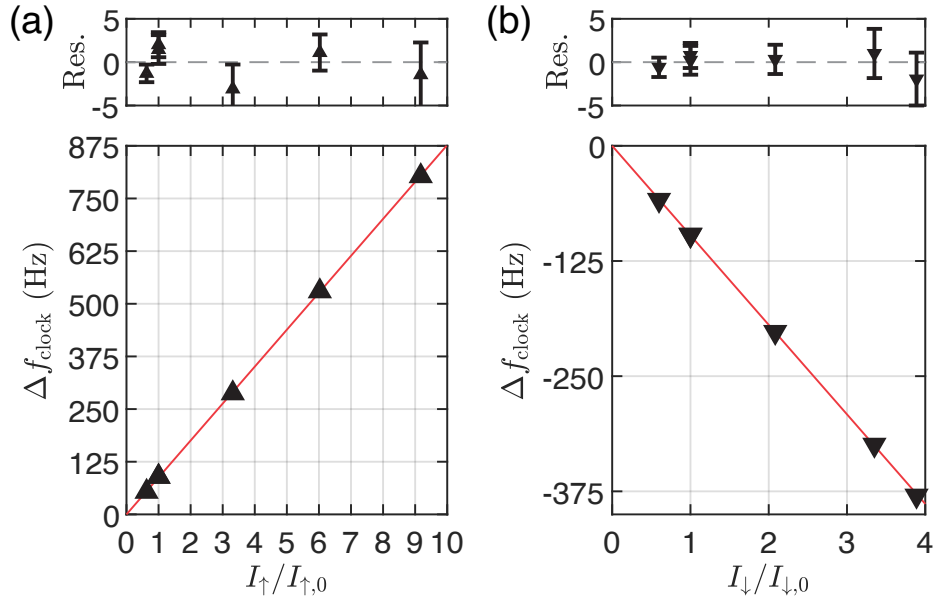 (a)
Res.
5
0
-5
Δ f_clock (Hz)
875
750
625
500
375
250
125
0
0 1 2 3 4 5 6 7 8 9 10
I↑/I↑,0
(b)
Res.
5
0
-5
Δ f_clock (Hz)
0
-125
-250
-375
0 1 2 3 4
I↓/I↓,0